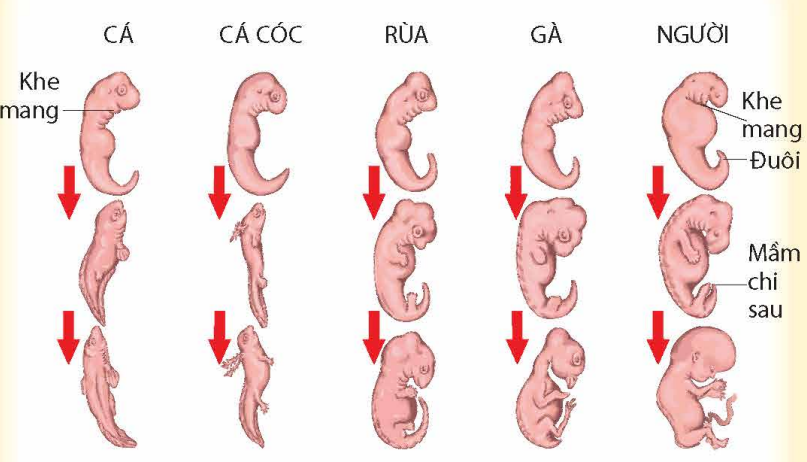 CÁ
CÁ CÓC
RÙA
GÀ
NGƯỜI
Khe
mang
Khe
mang
Đuôi
Mầm
chi
sau